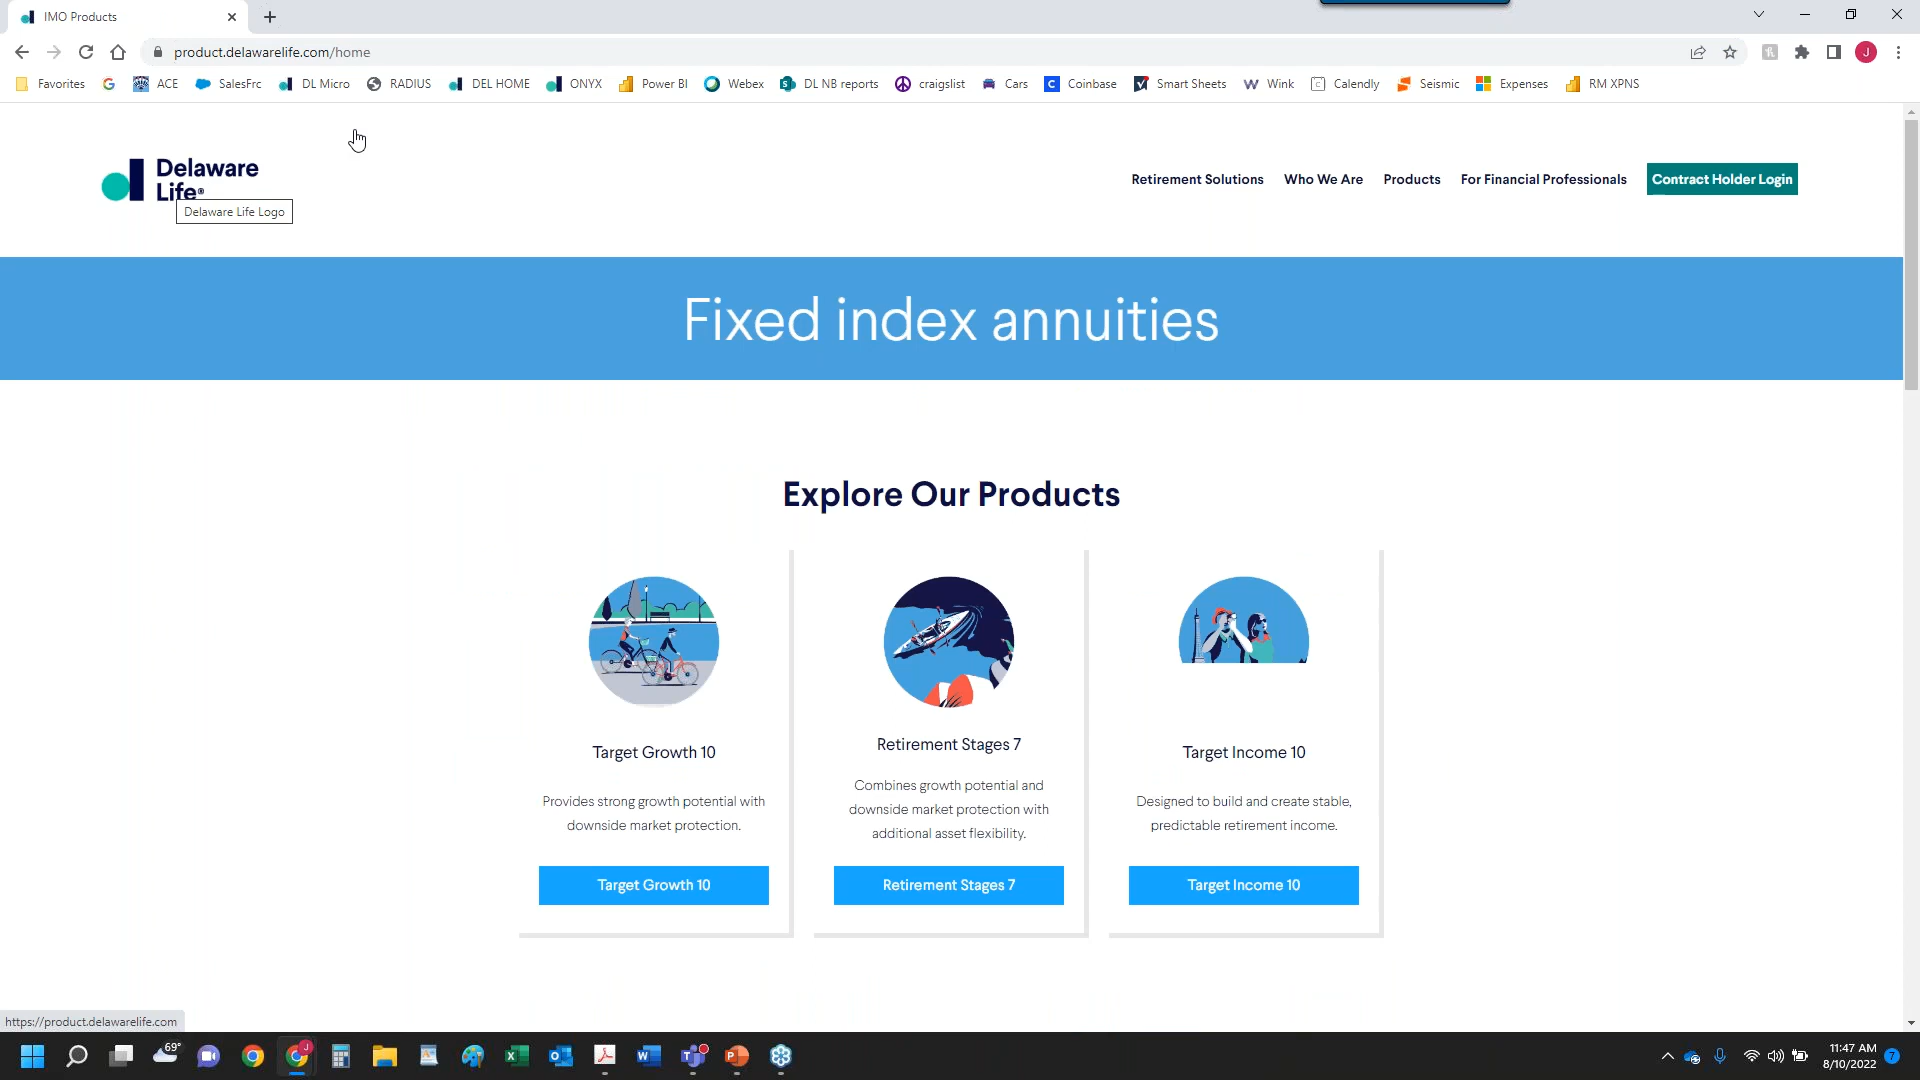 IMO Products
product.delawarelife.com/home
J
Favorites ACE SalesFrc DL Micro RADIUS DEL HOME ONYX Power BI Webex DL NB reports craigslist Cars Coinbase Smart Sheets Wink Calendly Seismic Expenses RM XPNS
Delaware
Life®
Delaware Life Logo
Retirement Solutions Who We Are Products For Financial Professionals Contract Holder Login
Fixed index annuities
Explore Our Products
Target Growth 10
Provides strong growth potential with
downside market protection.
Target Growth 10
Retirement Stages 7
Combines growth potential and
downside market protection with
additional asset flexibility.
Retirement Stages 7
Target Income 10
Designed to build and create stable,
predictable retirement income.
Target Income 10
https://product.delawarelife.com
69°
11:47 AM
8/10/2022
7